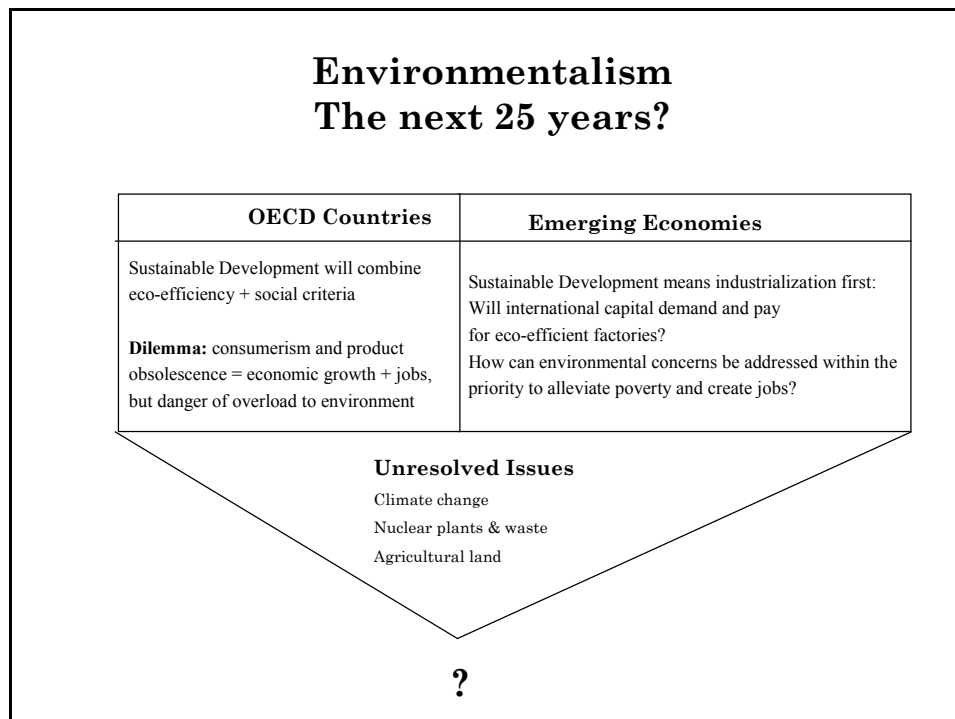 Environmentalism
The next 25 years?
OECD Countries
Sustainable Development will combine
eco-efficiency + social criteria
Dilemma: consumerism and product
obsolescence = economic growth + jobs,
but danger of overload to environment
Emerging Economies
Sustainable Development means industrialization first:
Will international capital demand and pay
for eco-efficient factories?
How can environmental concerns be addressed within the
priority to alleviate poverty and create jobs?
Unresolved Issues
Climate change
Nuclear plants & waste
Agricultural land
?